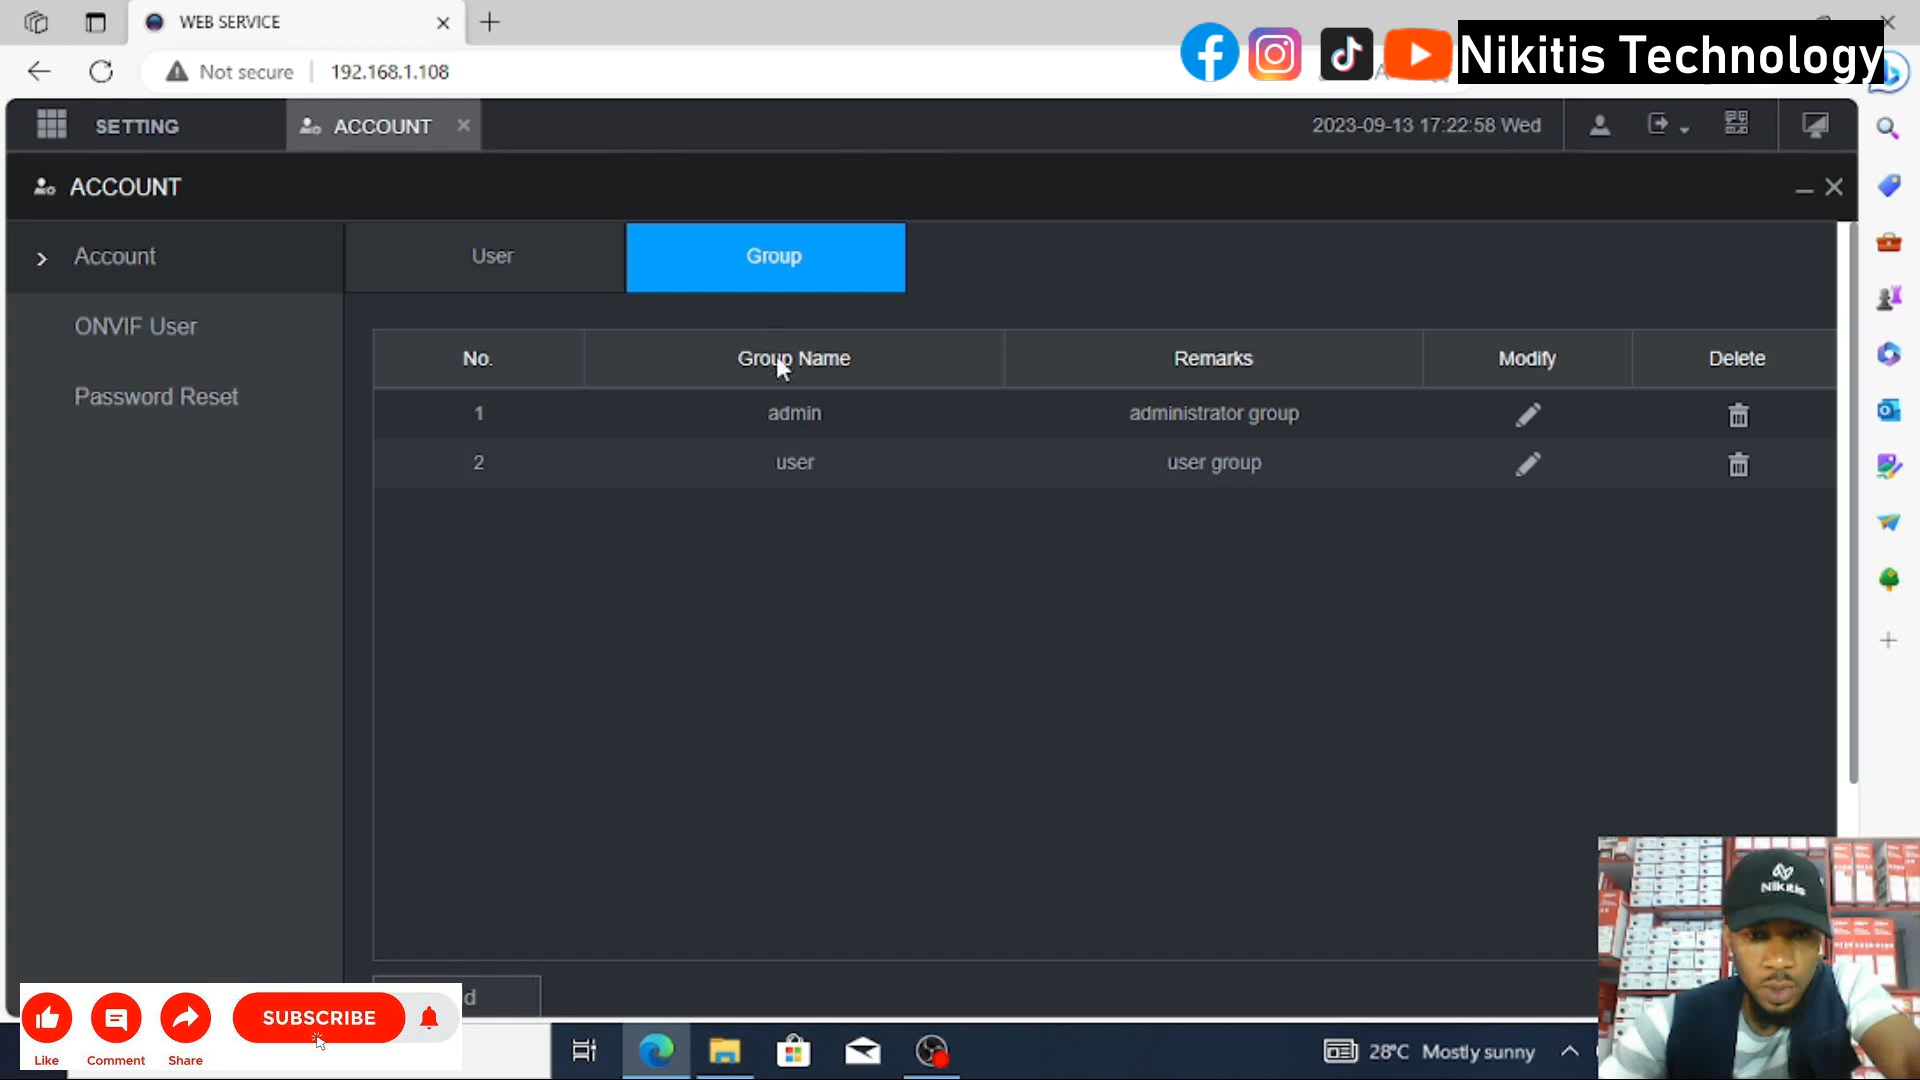 WEB SERVICE
Nikitis Technology
Not secure
192.168.1.108
SETTING
ACCOUNT
2023-09-13 17:22:58 Wed
ACCOUNT
Account
User
Group
ONVIF User
Password Reset
No.
Group Name
Remarks
Modify
Delete
1
admin
administrator group
2
user
user group
Nikitis
SUBSCRIBE
Like
Comment
Share
28°C Mostly sunny